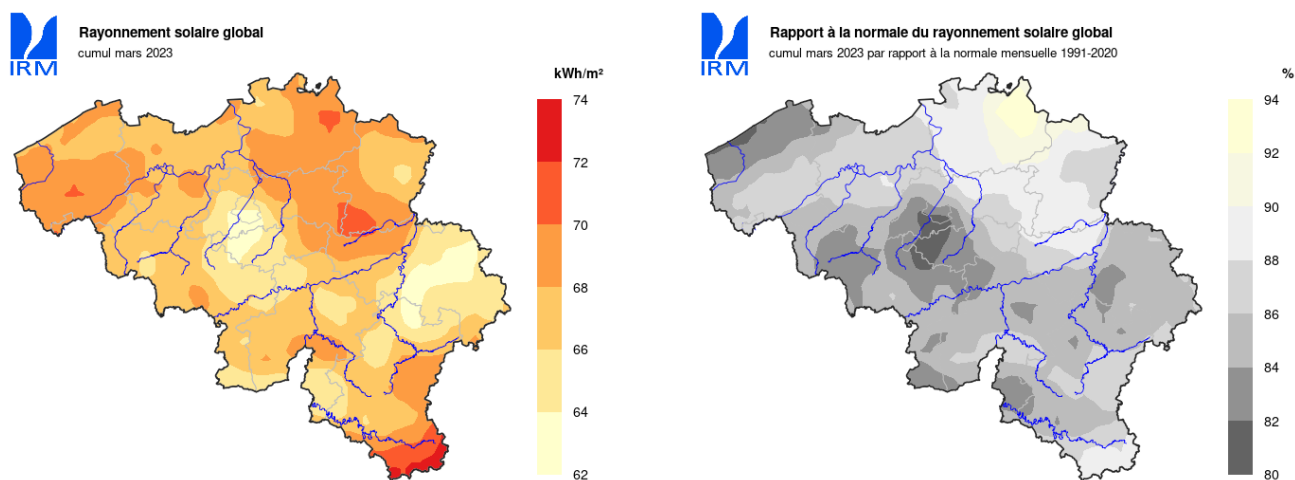 IRM
Rayonnement solaire global
cumul mars 2023
kWh/m²
74
72
70
68
66
64
62
IRM
Rapport à la normale du rayonnement solaire global
cumul mars 2023 par rapport à la normale mensuelle 1991-2020
%
94
92
90
88
86
84
82
80